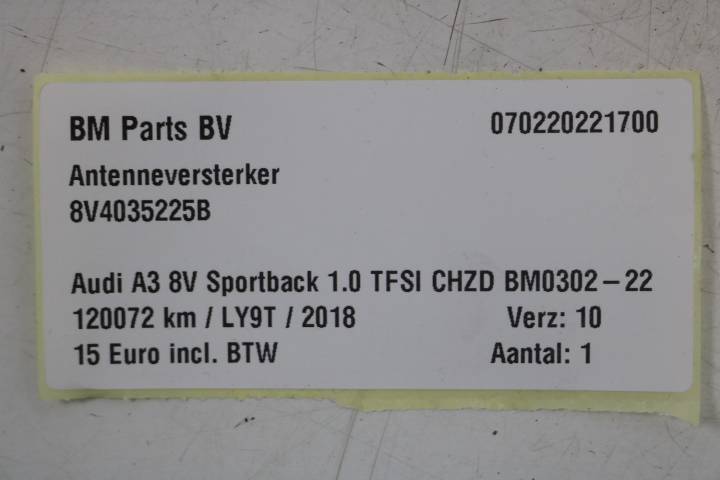 BM Parts BV 070220221700
Antenneversterker
8V4035225B
Audi A3 8V Sportback 1.0 TFSI CHZD BM0302-22
120072 km / LY9T / 2018 Verz: 10
15 Euro incl. BTW Aantal: 1